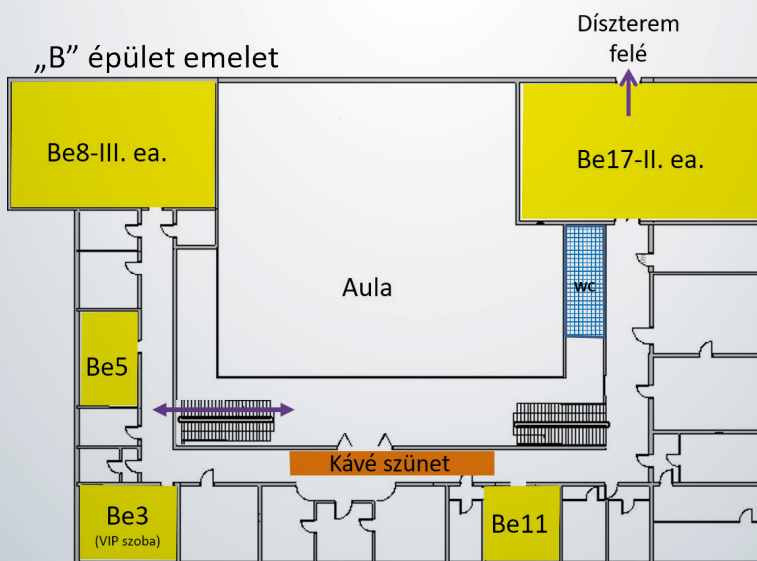 Díszterem
felé
„B” épület emelet
Be8-III. ea.
Be17-II. ea.
Aula
WC
Be5
Kávé szünet
Be3
(VIP szoba)
Be11